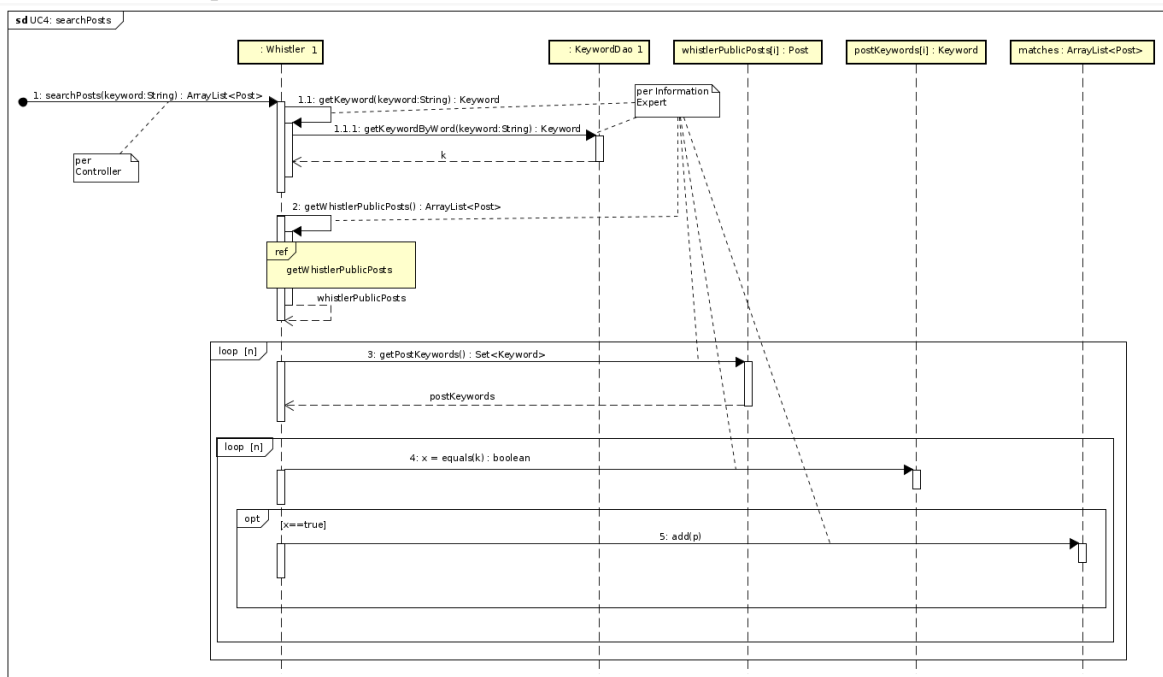 sd UC4: searchPosts
: Whistler 1
: KeywordDao 1
whistlerPublicPosts[i] : Post
postKeywords[i] : Keyword
matches : ArrayList<Post>
1: searchPosts(keyword:String) : ArrayList<Post>
1.1: getKeyword(keyword:String) : Keyword
per Information
Expert
1.1.1: getKeywordByWord(keyword:String) : Keyword
k
per
Controller
2: getWhistlerPublicPosts() : ArrayList<Post>
ref
getWhistlerPublicPosts
whistlerPublicPosts
loop [n]
3: getPostKeywords() : Set<Keyword>
postKeywords
loop [n]
4: x = equals(k) : boolean
opt
[x==true]
5: add(p)